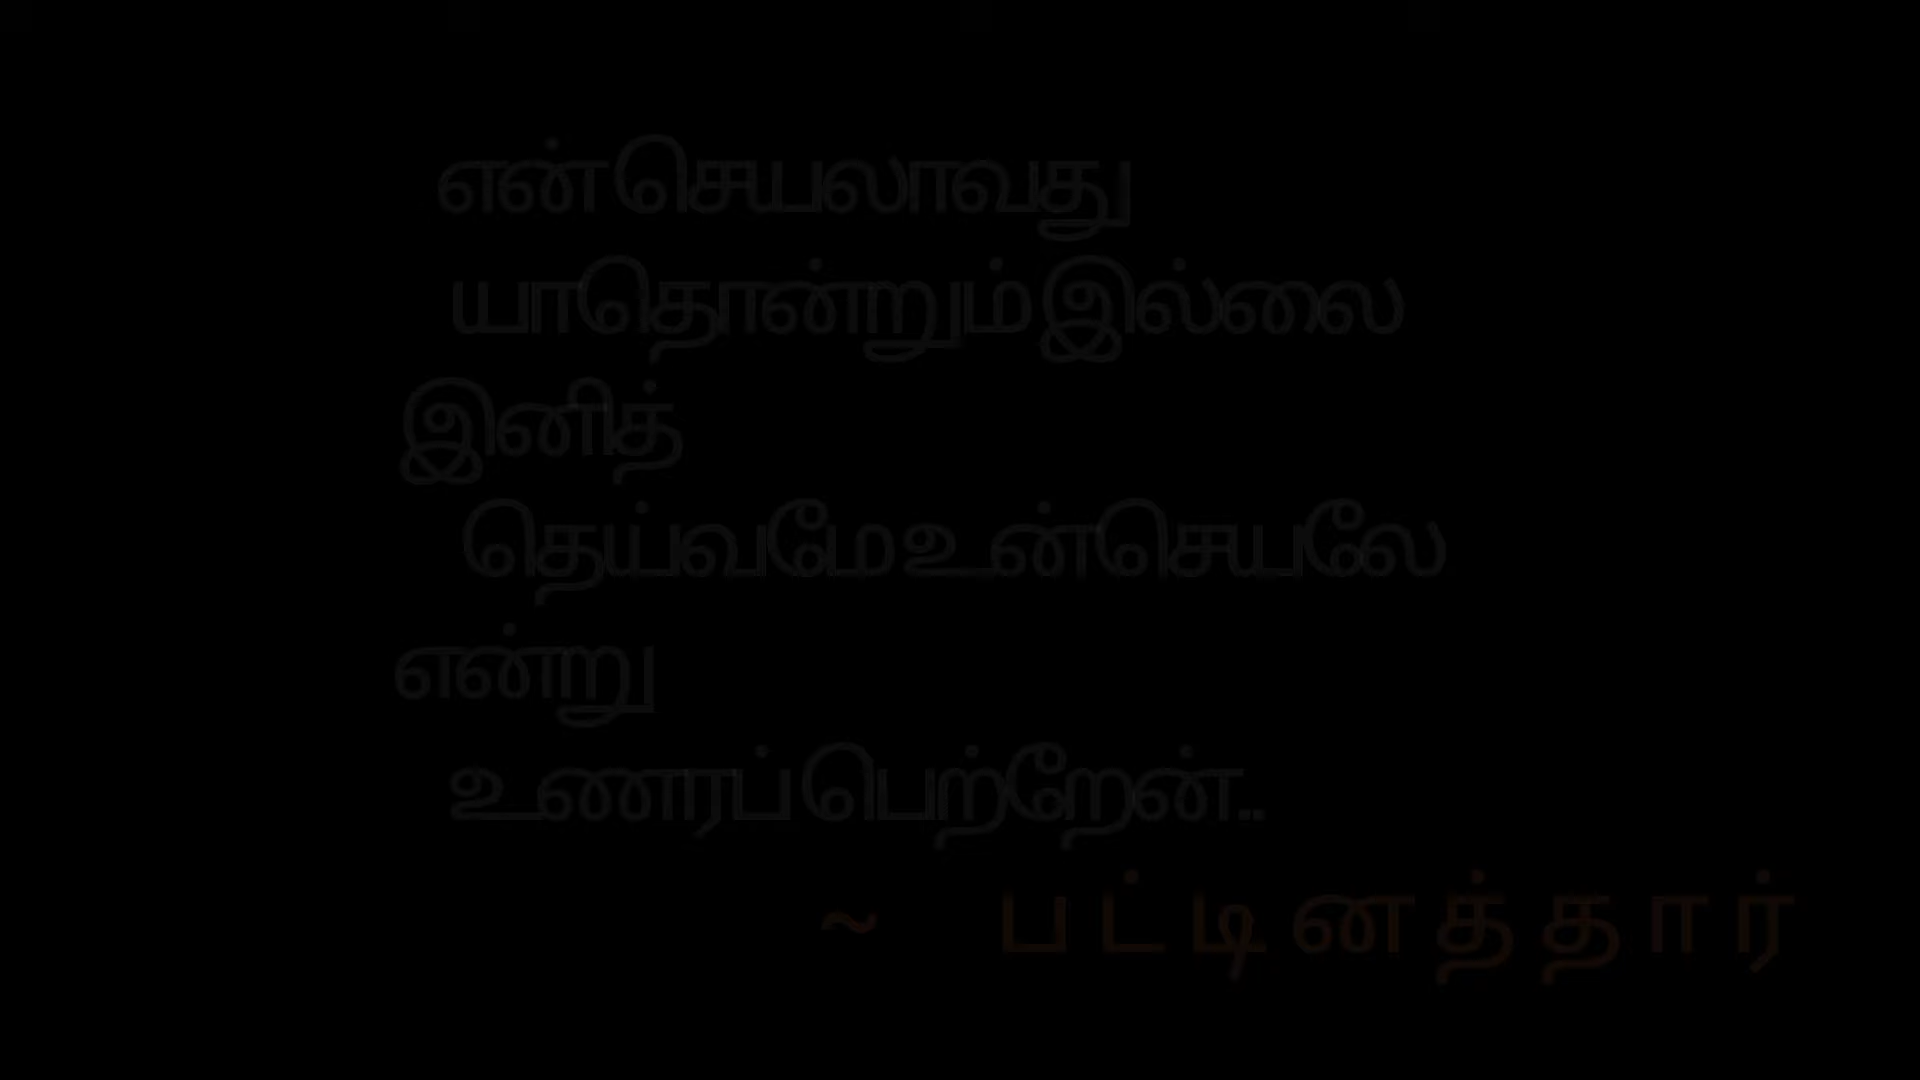 என் செயலாவது
யாதொன்றும் இல்லை
இனித்
தெய்வமே உன்செயலே
என்று
உணரப் பெற்றேன்..
~ பட்டினத்தார்